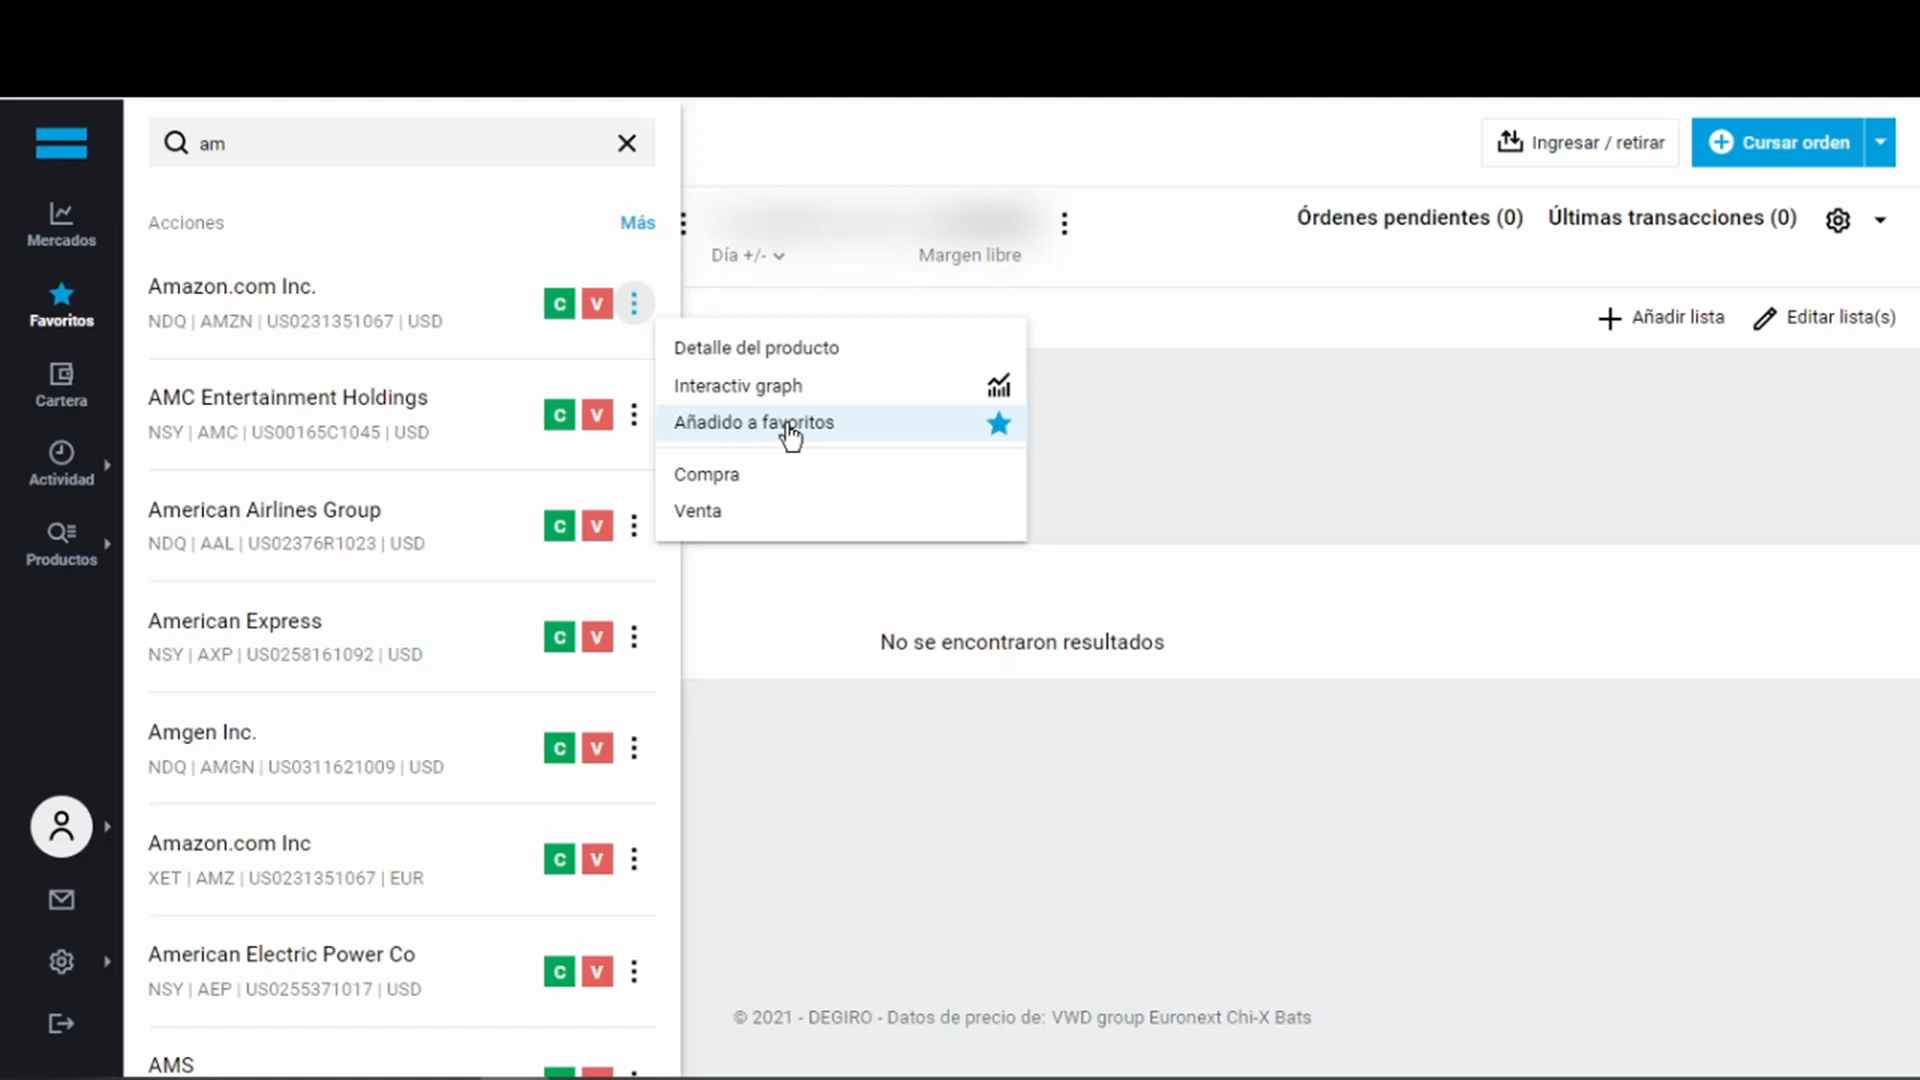 am
Ingresar / retirar
Cursar orden
Mercados
Favoritos
Cartera
Actividad
Productos
Acciones
Más
Amazon.com Inc.
NDQ | AMZN | US0231351067 | USD
C V
AMC Entertainment Holdings
NSY | AMC | US00165C1045 | USD
C V
American Airlines Group
NDQ | AAL | US02376R1023 | USD
C V
American Express
NSY | AXP | US0258161092 | USD
C V
Amgen Inc.
NDQ | AMGN | US0311621009 | USD
C V
Amazon.com Inc
XET | AMZ | US0231351067 | EUR
C V
American Electric Power Co
NSY | AEP | US0255371017 | USD
C V
AMS
Detalle del producto
Interactiv graph
Añadido a favoritos
Compra
Venta
Día +/-
Margen libre
Órdenes pendientes (0)
Últimas transacciones (0)
Añadir lista
Editar lista(s)
No se encontraron resultados
© 2021 - DEGIRO - Datos de precio de: VWD group Euronext Chi-X Bats